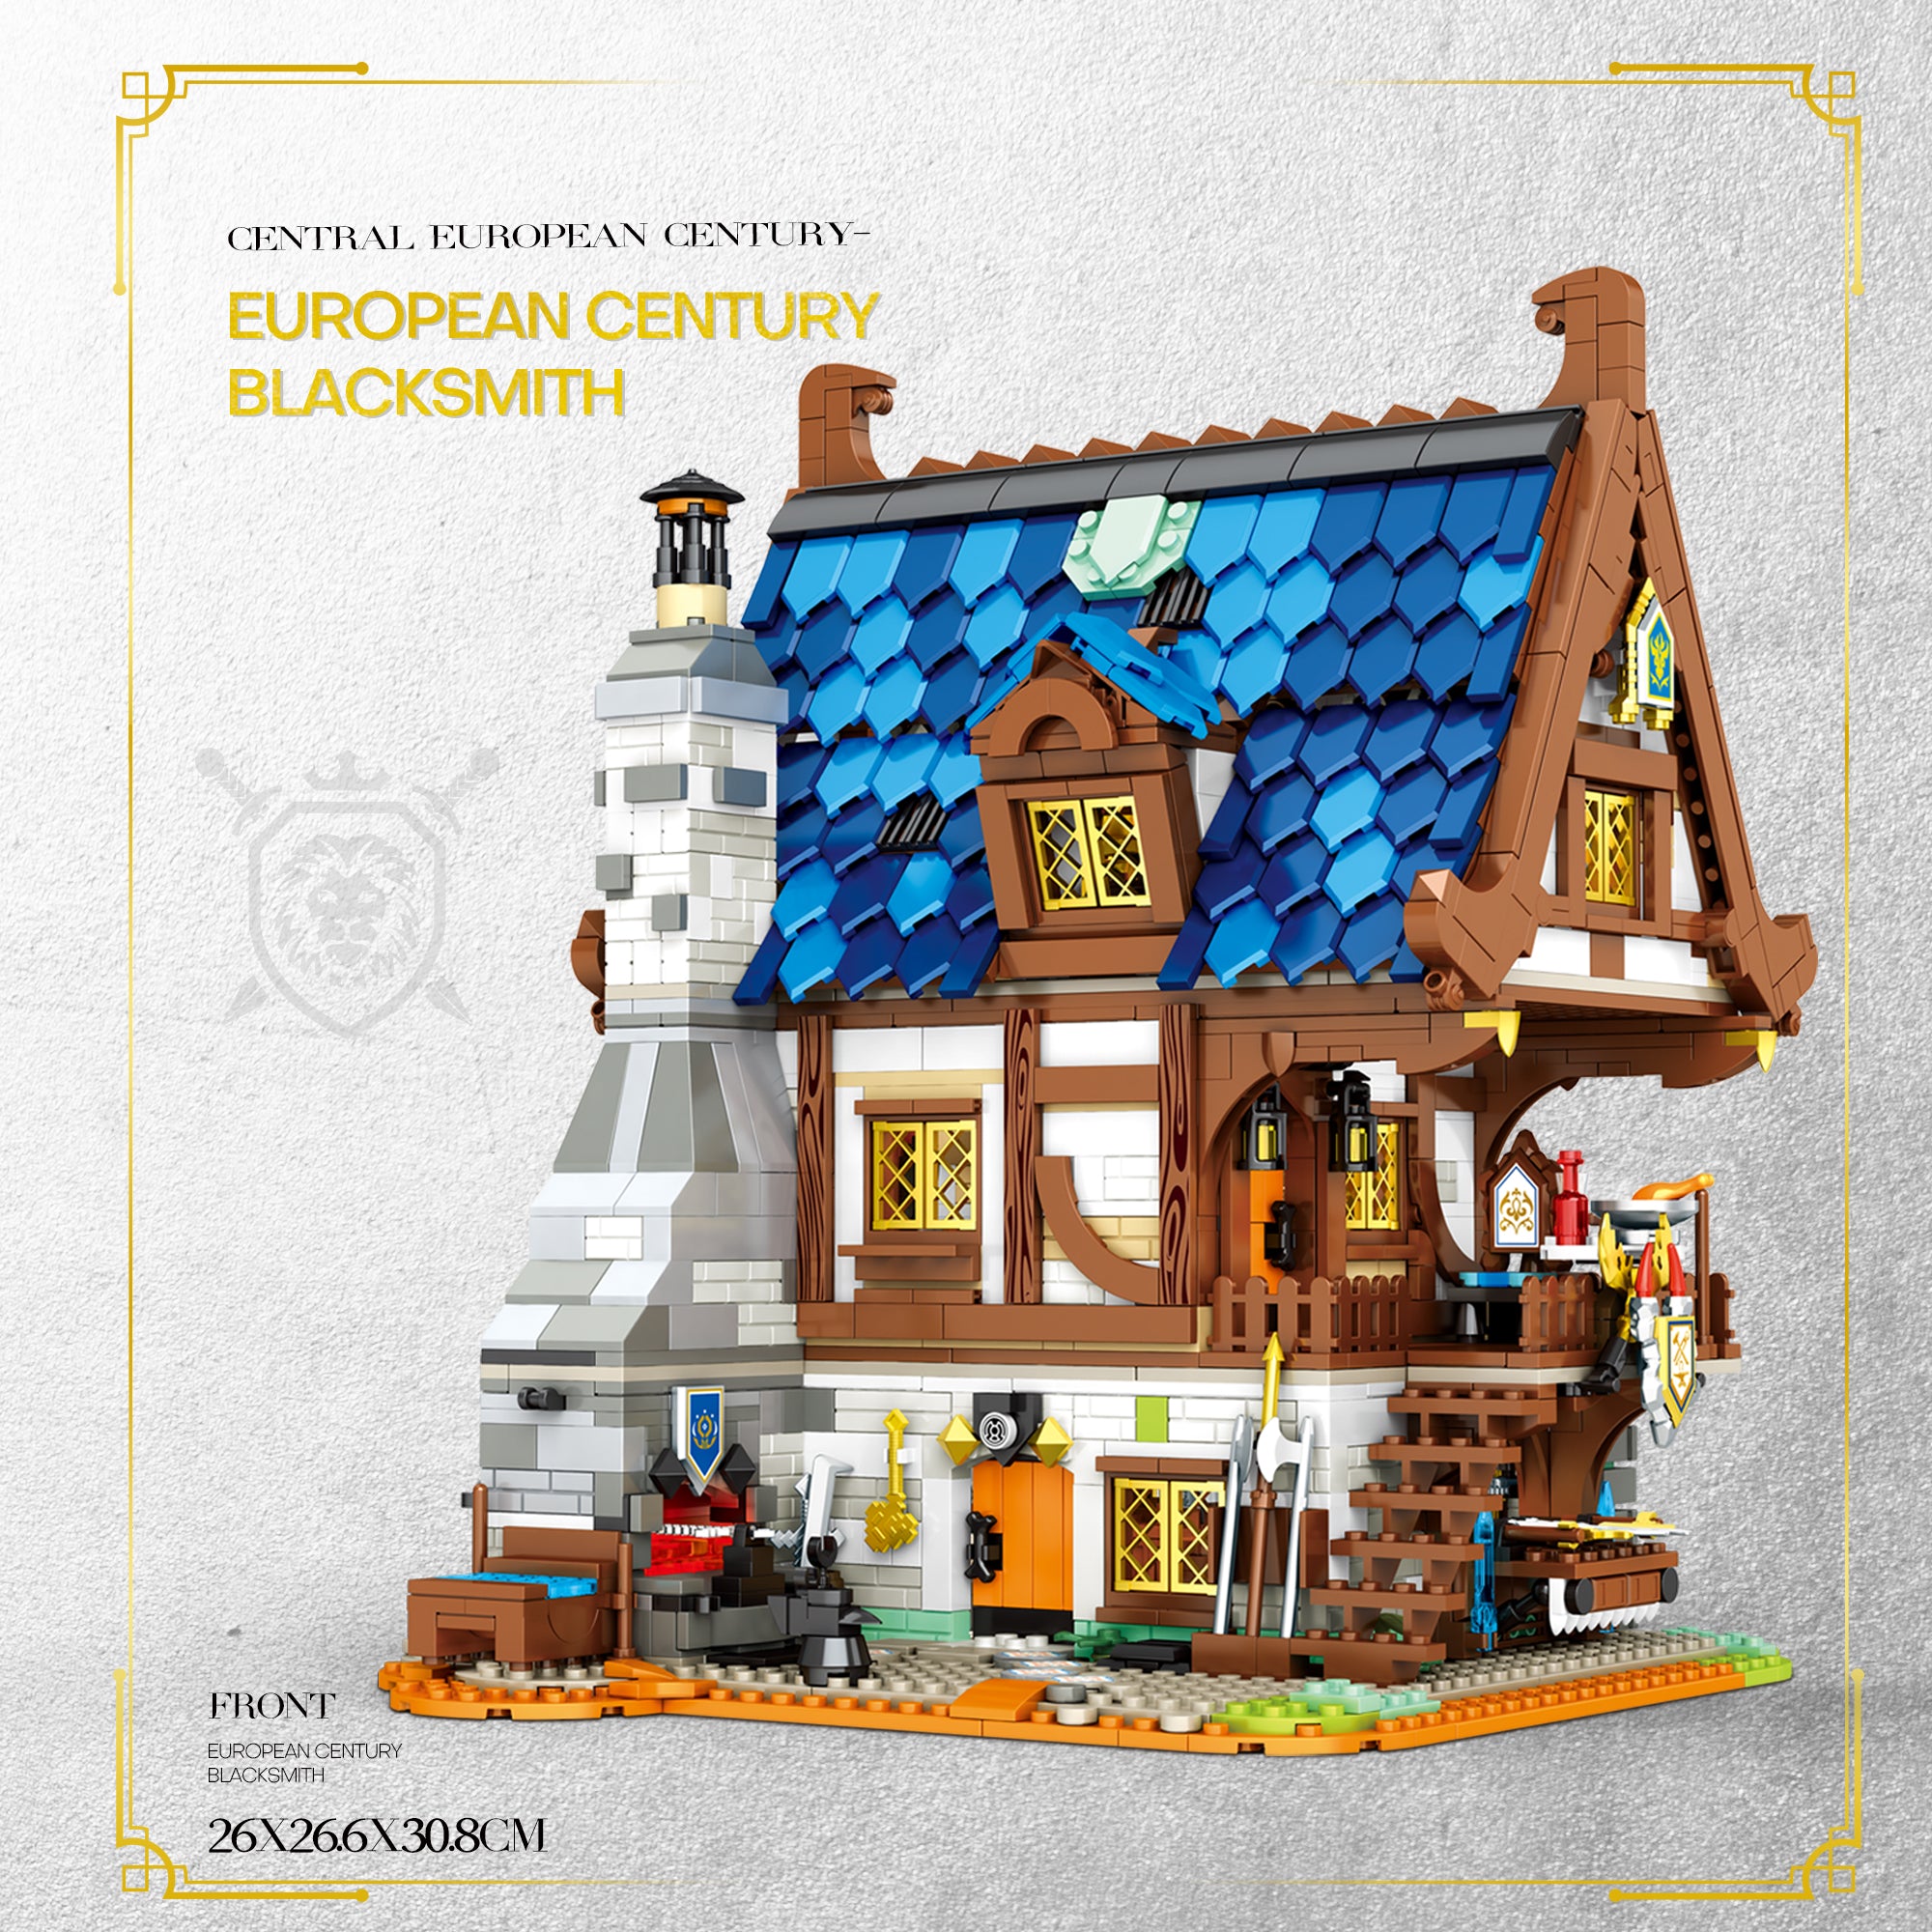 CENTRAL EUROPEAN CENTURY-
EUROPEAN CENTURY
BLACKSMITH
FRONT
EUROPEAN CENTURY
BLACKSMITH
26X26.6X30.8CM